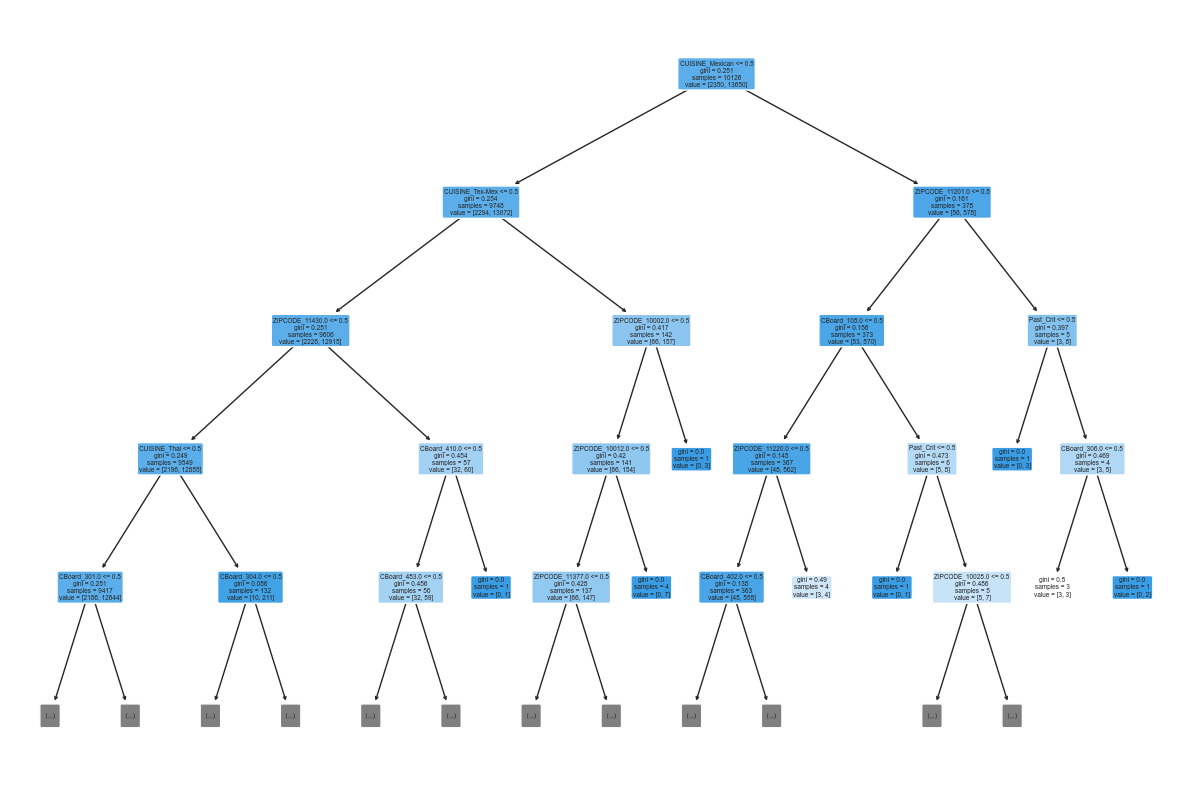 CUISINE_Mexican <= 0.5
gini = 0.251
samples = 10126
value = [2350, 13650]
CUISINE_Tex-Mex <= 0.5
gini = 0.254
samples = 9748
value = [2294, 13072]
ZIPCODE_11201.0 <= 0.5
gini = 0.161
samples = 378
value = [56, 578]
ZIPCODE_11430.0 <= 0.5
gini = 0.251
samples = 9606
value = [2228, 12915]
ZIPCODE_10002.0 <= 0.5
gini = 0.417
samples = 142
value = [66, 157]
CBoard_105.0 <= 0.5
gini = 0.156
samples = 373
value = [53, 570]
Past_Crit <= 0.5
gini = 0.397
samples = 5
value = [3, 8]
CUISINE_Thai <= 0.5
gini = 0.249
samples = 9549
value = [2196, 12855]
CBoard_410.0 <= 0.5
gini = 0.454
samples = 57
value = [32, 60]
ZIPCODE_10012.0 <= 0.5
gini = 0.42
samples = 141
value = [66, 154]
gini = 0.0
samples = 1
value = [0, 3]
ZIPCODE_11220.0 <= 0.5
gini = 0.145
samples = 367
value = [48, 562]
Past_Crit <= 0.5
gini = 0.473
samples = 6
value = [5, 8]
gini = 0.0
samples = 1
value = [0, 3]
CBoard_306.0 <= 0.5
gini = 0.469
samples = 4
value = [3, 5]
CBoard_301.0 <= 0.5
gini = 0.251
samples = 9417
value = [2186, 12644]
CBoard_304.0 <= 0.5
gini = 0.086
samples = 132
value = [10, 211]
CBoard_453.0 <= 0.5
gini = 0.456
samples = 56
value = [32, 59]
gini = 0.0
samples = 1
value = [0, 1]
ZIPCODE_11377.0 <= 0.5
gini = 0.428
samples = 137
value = [66, 147]
gini = 0.0
samples = 4
value = [0, 7]
CBoard_402.0 <= 0.5
gini = 0.138
samples = 363
value = [45, 558]
gini = 0.49
samples = 4
value = [3, 4]
gini = 0.0
samples = 1
value = [0, 1]
ZIPCODE_10025.0 <= 0.5
gini = 0.486
samples = 5
value = [5, 7]
gini = 0.5
samples = 3
value = [3, 3]
gini = 0.0
samples = 1
value = [0, 2]
(...)
(...)
(...)
(...)
(...)
(...)
(...)
(...)
(...)
(...)
(...)
(...)